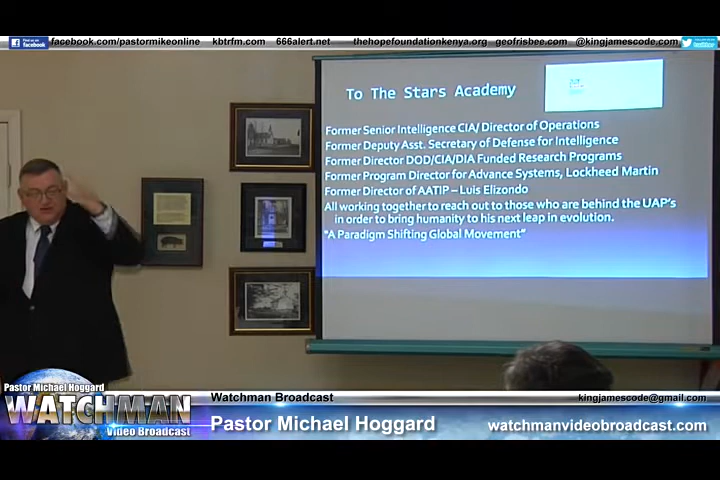 Find us on facebook
facebook.com/pastormikeonline kbtrfm.com 666alert.net thehopefoundationkenya.org geofrisbee.com @kingjamescode.com
To The Stars Academy
Former Senior Intelligence CIA/ Director of Operations
Former Deputy Asst. Secretary of Defense for Intelligence
Former Director DOD/CIA/DIA Funded Research Programs
Former Program Director for Advance Systems, Lockheed Martin
Former Director of AATIP – Luis Elizondo
All working together to reach out to those who are behind the UAP's
in order to bring humanity to his next leap in evolution.
"A Paradigm Shifting Global Movement"
Pastor Michael Hoggard
WATCHMAN
Video Broadcast
Watchman Broadcast
kingjamescode@gmail.com
Pastor Michael Hoggard
watchmanvideobroadcast.com